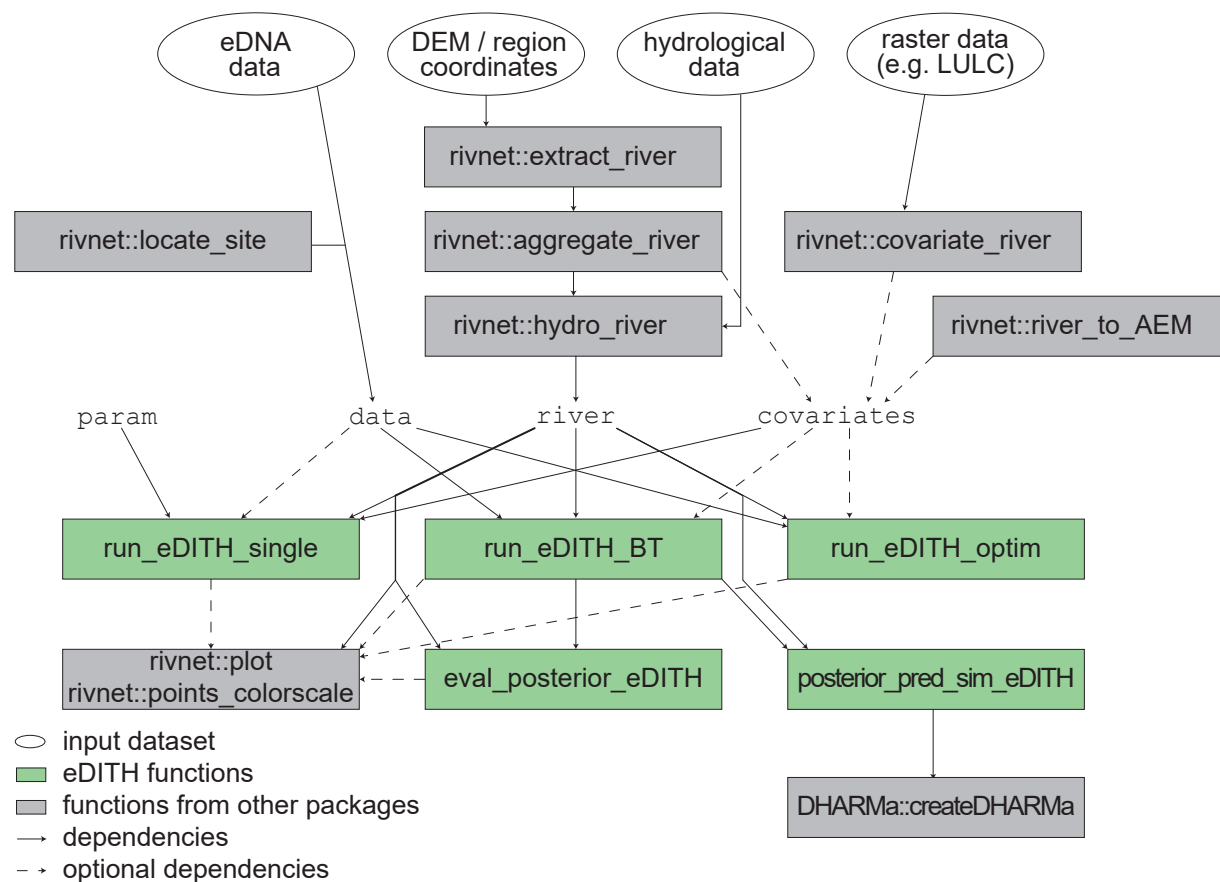 eDNA
data
DEM / region
coordinates
hydrological
data
raster data
(e.g. LULC)
rivnet::extract_river
rivnet::locate_site
rivnet::aggregate_river
rivnet::covariate_river
rivnet::hydro_river
rivnet::river_to_AEM
param
data
river
covariates
run_eDITH_single
run_eDITH_BT
run_eDITH_optim
rivnet::plot
rivnet::points_colorscale
eval_posterior_eDITH
posterior_pred_sim_eDITH
input dataset
eDITH functions
functions from other packages
dependencies
optional dependencies
DHARMa::createDHARMa